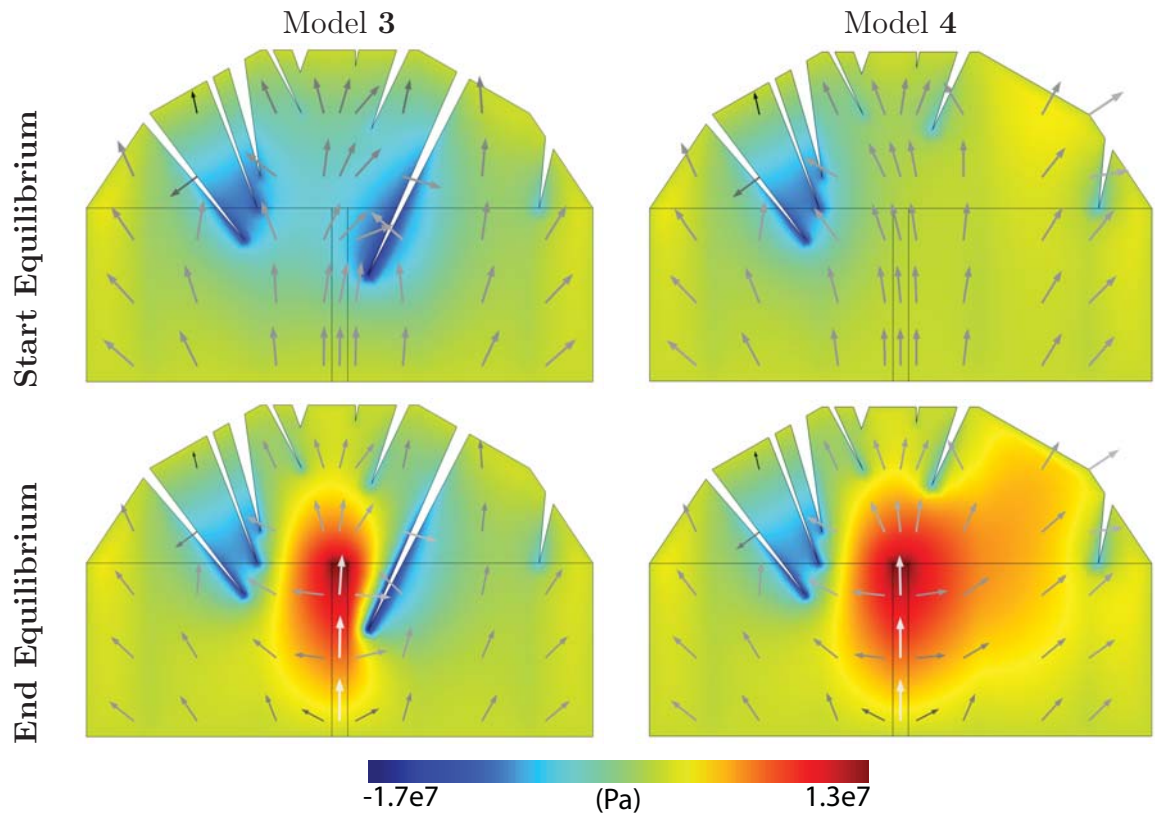 Model 3
Model 4
Start Equilibrium
End Equilibrium
-1.7e7
(Pa)
1.3e7